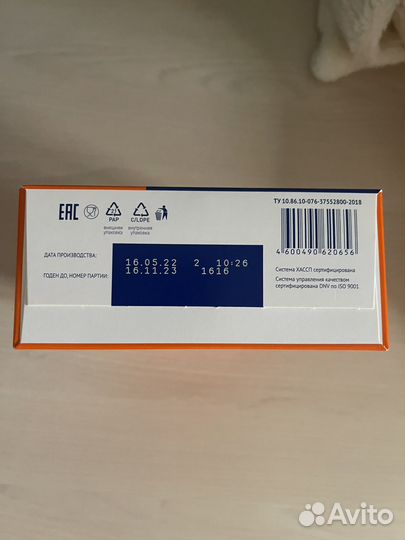 ТУ 10.86.10-076-37552800-2018
EAC
21
PAP
C/LDPE
внешняя
упаковка
внутренняя
упаковка
4 600490 620656
ДАТА ПРОИЗВОДСТВА:
16.05.22 2 10:26
ГОДЕН ДО, НОМЕР ПАРТИИ:
16.11.23 1616
Система ХАССП сертифицирована
Система управления качеством
сертифицирована DNV по ISO 9001
Avito